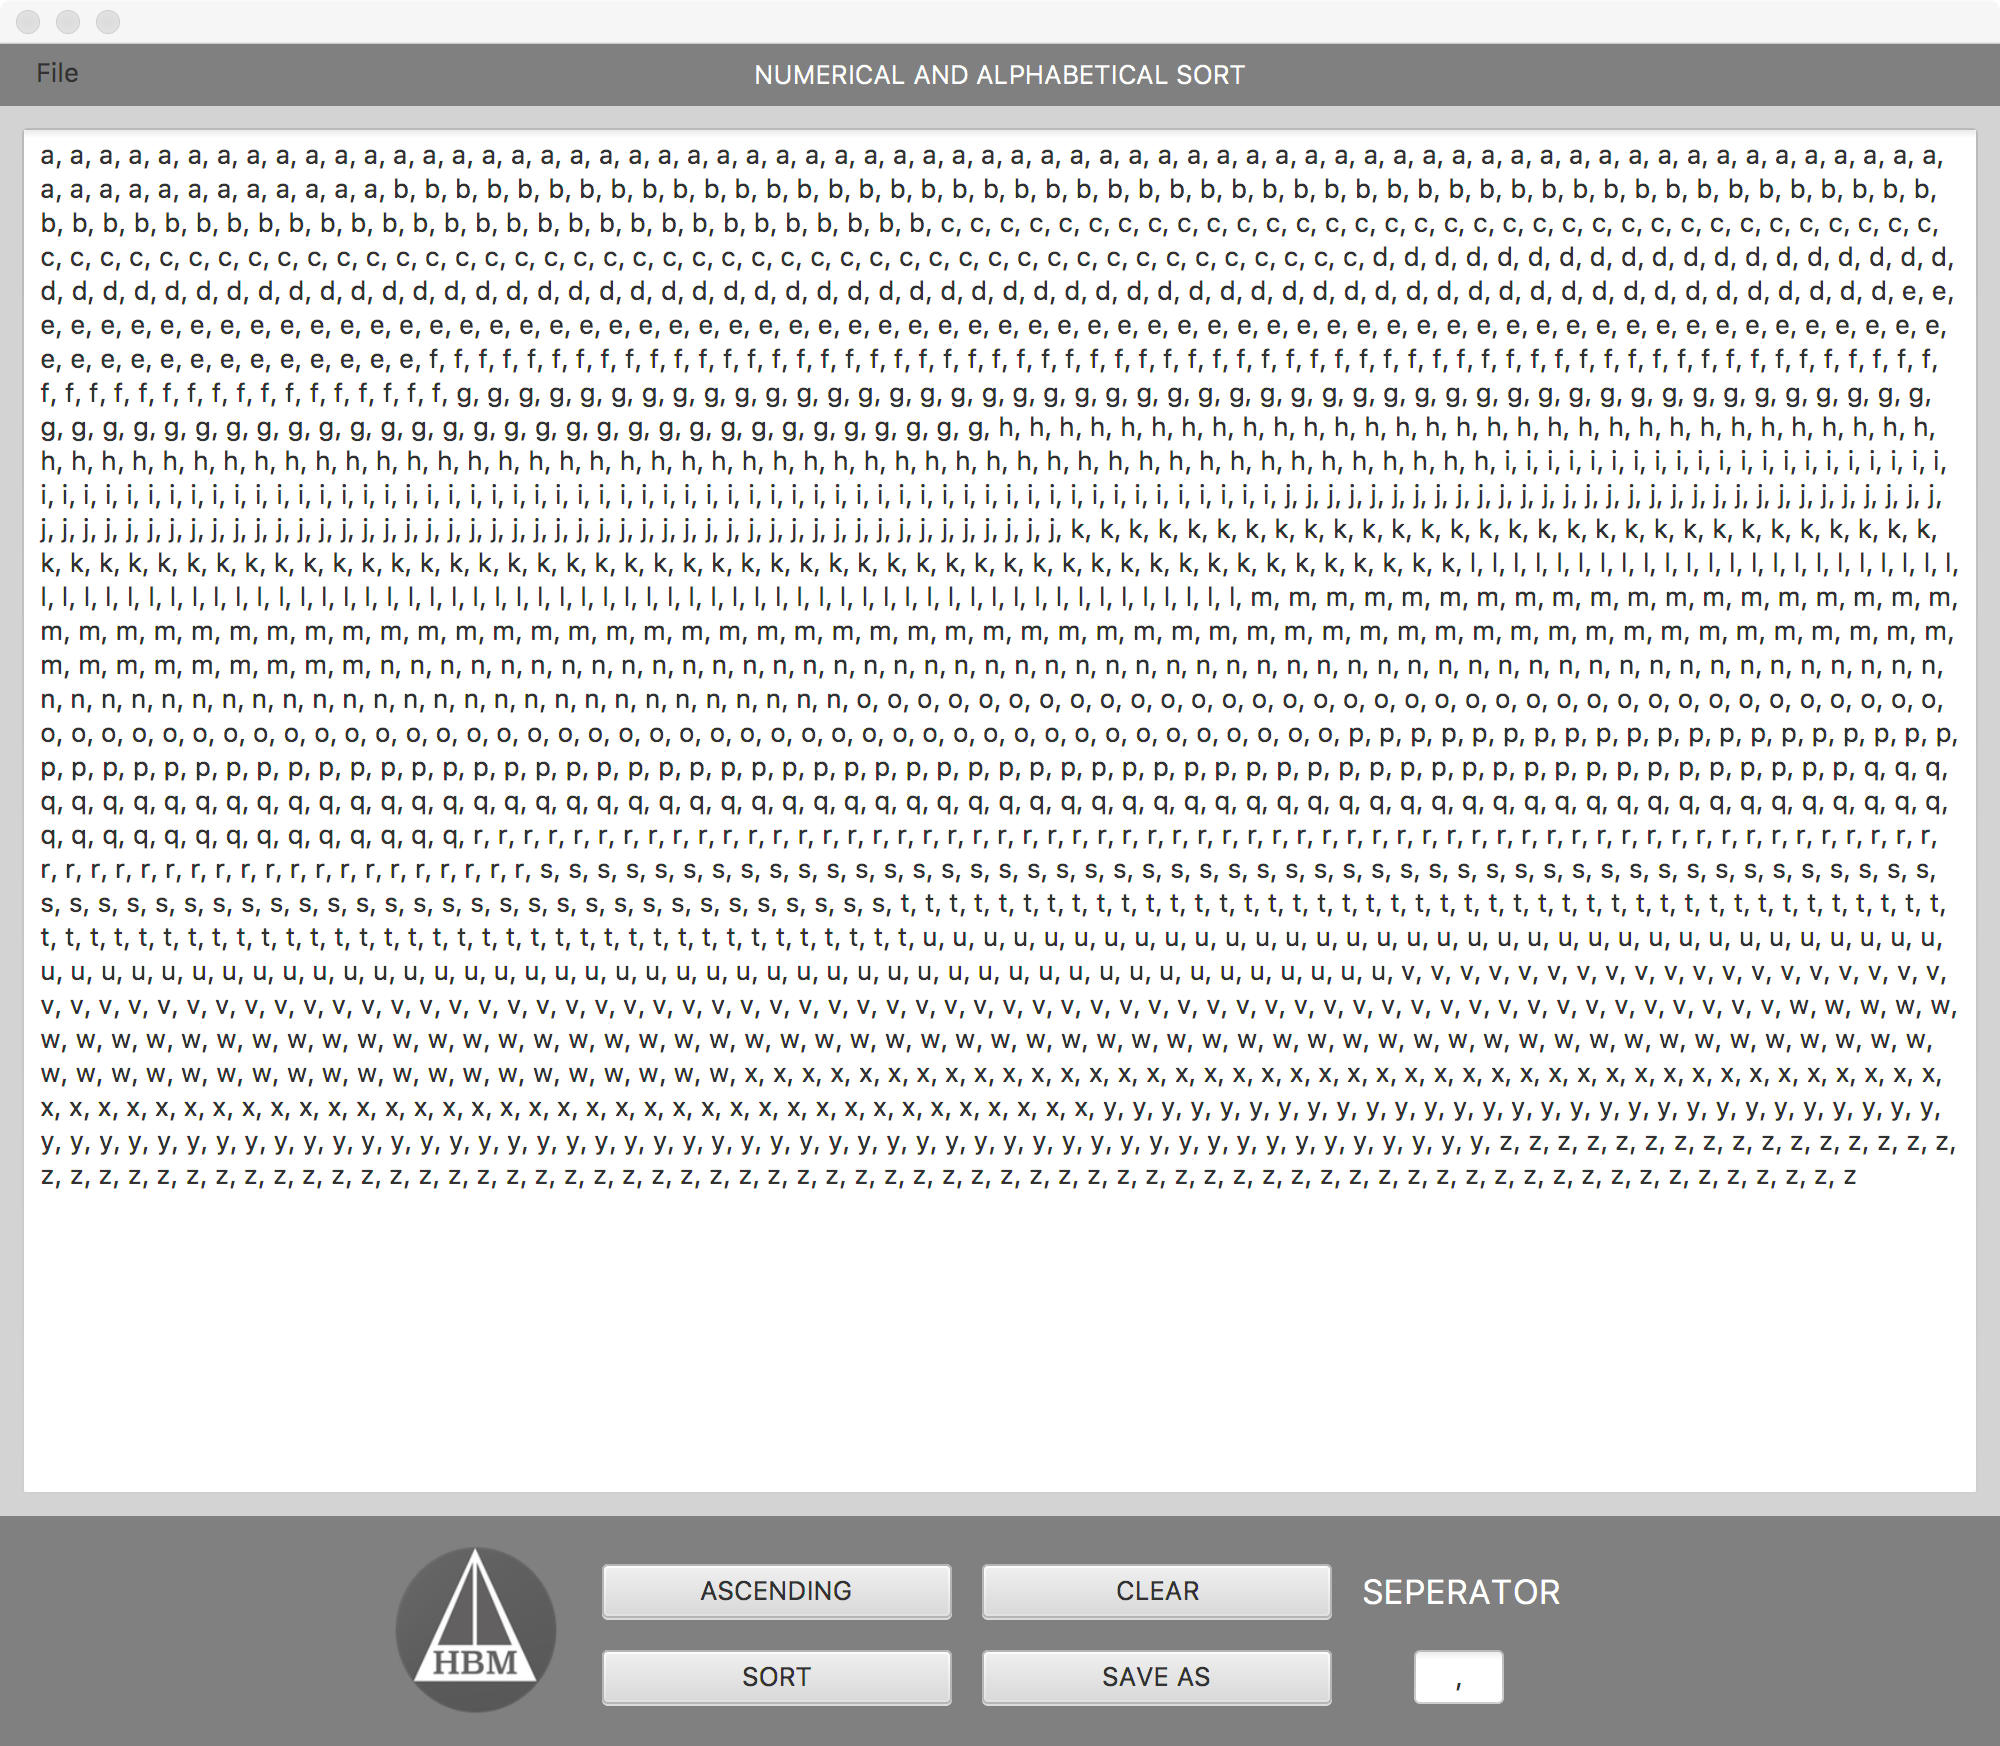 File
NUMERICAL AND ALPHABETICAL SORT
a, a, a, a, a, a, a, a, a, a, a, a, a, a, a, a, a, a, a, a, a, a, a, a, a, a, a, a, a, a, a, a, a, a, a, a, a, a, a, a, a, a, a, a, a, a, a, a, a, a, a, a, a, a, a, a, a, a, a, a, a, a, a, a, a,
a, a, a, a, a, a, a, a, a, a, a, a, b, b, b, b, b, b, b, b, b, b, b, b, b, b, b, b, b, b, b, b, b, b, b, b, b, b, b, b, b, b, b, b, b, b, b, b, b, b, b, b, b, b, b, b, b, b, b, b, b, b,
b, b, b, b, b, b, b, b, b, b, b, b, b, b, b, b, b, b, b, b, b, b, b, b, b, b, b, b, b, c, c, c, c, c, c, c, c, c, c, c, c, c, c, c, c, c, c, c, c, c, c, c, c, c, c, c, c, c, c, c, c, c, c,
c, c, c, c, c, c, c, c, c, c, c, c, c, c, c, c, c, c, c, c, c, c, c, c, c, c, c, c, c, c, c, c, c, c, c, c, c, c, c, c, c, c, c, c, c, d, d, d, d, d, d, d, d, d, d, d, d, d, d, d, d, d, d, d,
d, d, d, d, d, d, d, d, d, d, d, d, d, d, d, d, d, d, d, d, d, d, d, d, d, d, d, d, d, d, d, d, d, d, d, d, d, d, d, d, d, d, d, d, d, d, d, d, d, d, d, d, d, d, d, d, d, d, d, d, e, e,
e, e, e, e, e, e, e, e, e, e, e, e, e, e, e, e, e, e, e, e, e, e, e, e, e, e, e, e, e, e, e, e, e, e, e, e, e, e, e, e, e, e, e, e, e, e, e, e, e, e, e, e, e, e, e, e, e, e, e, e, e, e, e, e,
e, e, e, e, e, e, e, e, e, e, e, e, e, f, f, f, f, f, f, f, f, f, f, f, f, f, f, f, f, f, f, f, f, f, f, f, f, f, f, f, f, f, f, f, f, f, f, f, f, f, f, f, f, f, f, f, f, f, f, f, f, f, f, f, f, f, f, f, f, f, f, f, f, f, f,
f, f, f, f, f, f, f, f, f, f, f, f, f, f, f, f, f, g, g, g, g, g, g, g, g, g, g, g, g, g, g, g, g, g, g, g, g, g, g, g, g, g, g, g, g, g, g, g, g, g, g, g, g, g, g, g, g, g, g, g, g, g, g, g, g,
g, g, g, g, g, g, g, g, g, g, g, g, g, g, g, g, g, g, g, g, g, g, g, g, g, g, g, g, g, g, g, h, h, h, h, h, h, h, h, h, h, h, h, h, h, h, h, h, h, h, h, h, h, h, h, h, h, h, h, h, h, h,
h, h, h, h, h, h, h, h, h, h, h, h, h, h, h, h, h, h, h, h, h, h, h, h, h, h, h, h, h, h, h, h, h, h, h, h, h, h, h, h, h, h, h, h, h, h, h, h, i, i, i, i, i, i, i, i, i, i, i, i, i, i, i, i, i, i, i, i, i,
i, i, i, i, i, i, i, i, i, i, i, i, i, i, i, i, i, i, i, i, i, i, i, i, i, i, i, i, i, i, i, i, i, i, i, i, i, i, i, i, i, i, i, i, i, i, i, i, i, i, i, i, i, i, i, i, i, i, j, j, j, j, j, j, j, j, j, j, j, j, j, j, j, j, j, j, j, j, j, j, j, j, j, j, j, j, j, j, j,
j, j, j, j, j, j, j, j, j, j, j, j, j, j, j, j, j, j, j, j, j, j, j, j, j, j, j, j, j, j, j, j, j, j, j, j, j, j, j, j, j, j, j, j, j, j, j, j, k, k, k, k, k, k, k, k, k, k, k, k, k, k, k, k, k, k, k, k, k, k, k, k, k, k, k, k, k, k,
k, k, k, k, k, k, k, k, k, k, k, k, k, k, k, k, k, k, k, k, k, k, k, k, k, k, k, k, k, k, k, k, k, k, k, k, k, k, k, k, k, k, k, k, k, k, k, k, k, l, l, l, l, l, l, l, l, l, l, l, l, l, l, l, l, l, l, l, l, l, l, l,
l, l, l, l, l, l, l, l, l, l, l, l, l, l, l, l, l, l, l, l, l, l, l, l, l, l, l, l, l, l, l, l, l, l, l, l, l, l, l, l, l, l, l, l, l, l, l, l, l, l, l, l, l, l, l, l, m, m, m, m, m, m, m, m, m, m, m, m, m, m, m, m, m, m, m,
m, m, m, m, m, m, m, m, m, m, m, m, m, m, m, m, m, m, m, m, m, m, m, m, m, m, m, m, m, m, m, m, m, m, m, m, m, m, m, m, m, m, m, m, m, m, m, m, m, m, m,
m, m, m, m, m, m, m, m, m, n, n, n, n, n, n, n, n, n, n, n, n, n, n, n, n, n, n, n, n, n, n, n, n, n, n, n, n, n, n, n, n, n, n, n, n, n, n, n, n, n, n, n, n, n, n, n, n, n, n, n, n,
n, n, n, n, n, n, n, n, n, n, n, n, n, n, n, n, n, n, n, n, n, n, n, n, n, n, n, o, o, o, o, o, o, o, o, o, o, o, o, o, o, o, o, o, o, o, o, o, o, o, o, o, o, o, o, o, o, o, o, o, o, o, o,
o, o, o, o, o, o, o, o, o, o, o, o, o, o, o, o, o, o, o, o, o, o, o, o, o, o, o, o, o, o, o, o, o, o, o, o, o, o, o, o, o, o, o, p, p, p, p, p, p, p, p, p, p, p, p, p, p, p, p, p, p, p, p,
p, p, p, p, p, p, p, p, p, p, p, p, p, p, p, p, p, p, p, p, p, p, p, p, p, p, p, p, p, p, p, p, p, p, p, p, p, p, p, p, p, p, p, p, p, p, p, p, p, p, p, p, p, p, p, p, p, p, p, q, q, q,
q, q, q, q, q, q, q, q, q, q, q, q, q, q, q, q, q, q, q, q, q, q, q, q, q, q, q, q, q, q, q, q, q, q, q, q, q, q, q, q, q, q, q, q, q, q, q, q, q, q, q, q, q, q, q, q, q, q, q, q, q, q,
q, q, q, q, q, q, q, q, q, q, q, q, q, q, r, r, r, r, r, r, r, r, r, r, r, r, r, r, r, r, r, r, r, r, r, r, r, r, r, r, r, r, r, r, r, r, r, r, r, r, r, r, r, r, r, r, r, r, r, r, r, r, r, r, r, r, r, r, r, r, r, r, r,
r, r, r, r, r, r, r, r, r, r, r, r, r, r, r, r, r, r, r, r, s, s, s, s, s, s, s, s, s, s, s, s, s, s, s, s, s, s, s, s, s, s, s, s, s, s, s, s, s, s, s, s, s, s, s, s, s, s, s, s, s, s, s, s, s, s, s, s, s,
s, s, s, s, s, s, s, s, s, s, s, s, s, s, s, s, s, s, s, s, s, s, s, s, s, s, s, s, s, s, t, t, t, t, t, t, t, t, t, t, t, t, t, t, t, t, t, t, t, t, t, t, t, t, t, t, t, t, t, t, t, t, t, t, t, t, t, t, t, t, t, t, t,
t, t, t, t, t, t, t, t, t, t, t, t, t, t, t, t, t, t, t, t, t, t, t, t, t, t, t, t, t, t, t, t, t, t, t, t, u, u, u, u, u, u, u, u, u, u, u, u, u, u, u, u, u, u, u, u, u, u, u, u, u, u, u, u, u, u, u, u, u, u,
u, u, u, u, u, u, u, u, u, u, u, u, u, u, u, u, u, u, u, u, u, u, u, u, u, u, u, u, u, u, u, u, u, u, u, u, u, u, u, u, u, u, u, u, u, v, v, v, v, v, v, v, v, v, v, v, v, v, v, v, v, v, v, v,
v, v, v, v, v, v, v, v, v, v, v, v, v, v, v, v, v, v, v, v, v, v, v, v, v, v, v, v, v, v, v, v, v, v, v, v, v, v, v, v, v, v, v, v, v, v, v, v, v, v, v, v, v, v, v, v, v, v, v, v, w, w, w, w, w,
w, w, w, w, w, w, w, w, w, w, w, w, w, w, w, w, w, w, w, w, w, w, w, w, w, w, w, w, w, w, w, w, w, w, w, w, w, w, w, w, w, w, w, w, w, w, w, w, w, w, w, w, w, w,
w, w, w, w, w, w, w, w, w, w, w, w, w, w, w, w, w, w, w, w, x, x, x, x, x, x, x, x, x, x, x, x, x, x, x, x, x, x, x, x, x, x, x, x, x, x, x, x, x, x, x, x, x, x, x, x, x, x, x, x, x, x,
x, x, x, x, x, x, x, x, x, x, x, x, x, x, x, x, x, x, x, x, x, x, x, x, x, x, x, x, x, x, x, x, x, x, x, x, x, y, y, y, y, y, y, y, y, y, y, y, y, y, y, y, y, y, y, y, y, y, y, y, y, y, y, y, y, y,
y, y, y, y, y, y, y, y, y, y, y, y, y, y, y, y, y, y, y, y, y, y, y, y, y, y, y, y, y, y, y, y, y, y, y, y, y, y, y, y, y, y, y, y, y, y, y, y, y, y, z, z, z, z, z, z, z, z, z, z, z, z, z, z, z, z,
z, z, z, z, z, z, z, z, z, z, z, z, z, z, z, z, z, z, z, z, z, z, z, z, z, z, z, z, z, z, z, z, z, z, z, z, z, z, z, z, z, z, z, z, z, z, z, z, z, z, z, z, z, z, z, z, z, z, z, z, z, z, z
HBM
ASCENDING
CLEAR
SEPERATOR
SORT
SAVE AS
,